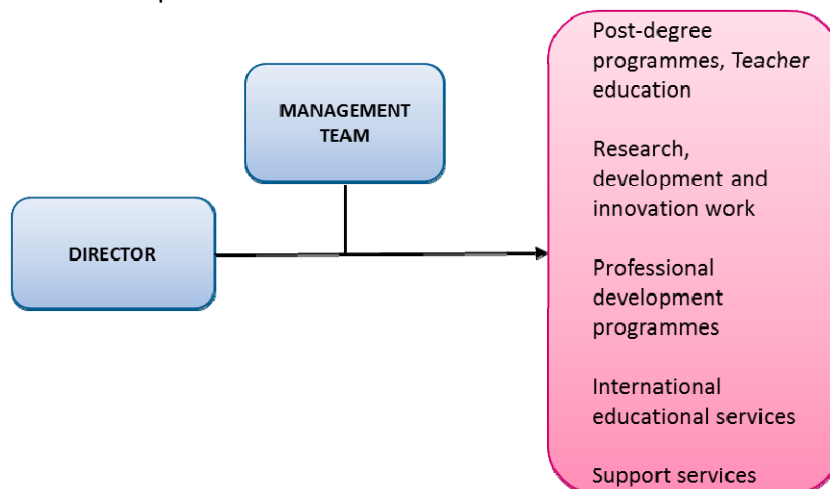 MANAGEMENT
TEAM
DIRECTOR
Post-degree
programmes, Teacher
education
Research,
development and
innovation work
Professional
development
programmes
International
educational services
Support services